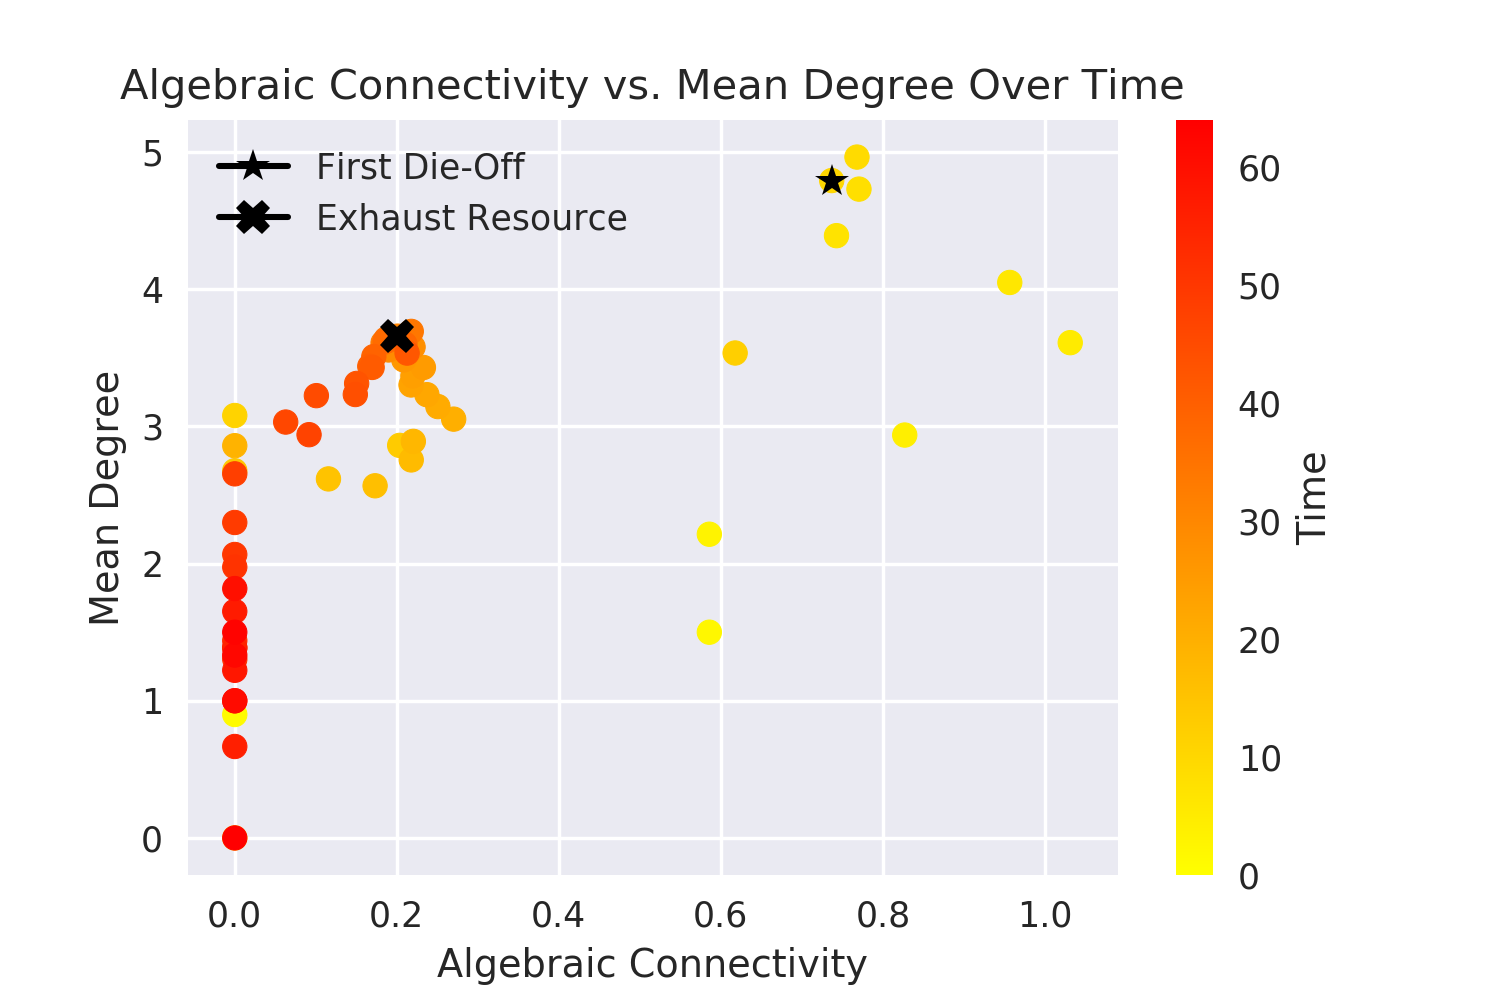 Algebraic Connectivity vs. Mean Degree Over Time
First Die-Off
Exhaust Resource
5
4
3
2
1
0
Mean Degree
0.0 0.2 0.4 0.6 0.8 1.0
Algebraic Connectivity
60
50
40
30
20
10
0
Time